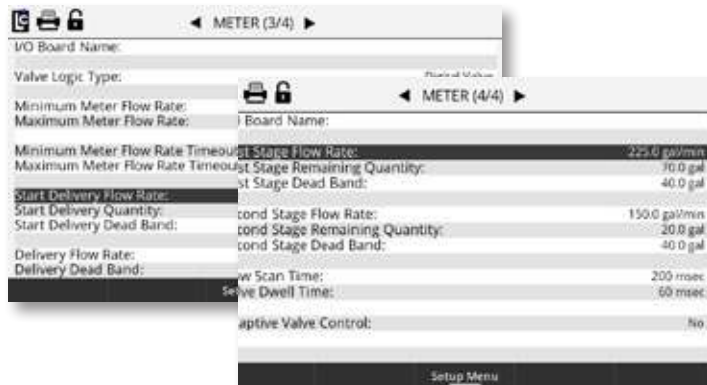 LC
METER (3/4)
I/O Board Name:
Valve Logic Type:
Minimum Meter Flow Rate:
Maximum Meter Flow Rate:
Minimum Meter Flow Rate Timeou
Maximum Meter Flow Rate Timeou
Start Delivery Flow Rate:
Start Delivery Quantity:
Start Delivery Dead Band:
Delivery Flow Rate:
Delivery Dead Band:
Se
METER (4/4)
Board Name:
st Stage Flow Rate: 225.0 gal/min
st Stage Remaining Quantity: 70.0 gal
st Stage Dead Band: 40.0 gal
cond Stage Flow Rate: 150.0 gal/min
cond Stage Remaining Quantity: 20.0 gal
cond Stage Dead Band: 40.0 gal
w Scan Time: 200 msec
lve Dwell Time: 60 msec
aptive Valve Control: No
Setup Menu